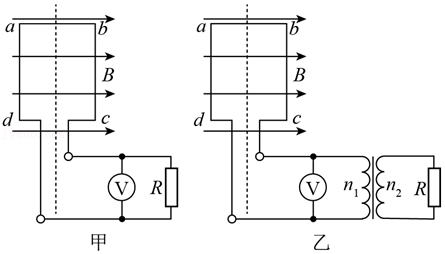 a b a b
B B
d c d c
V R V n₁ n₂ R
甲 乙